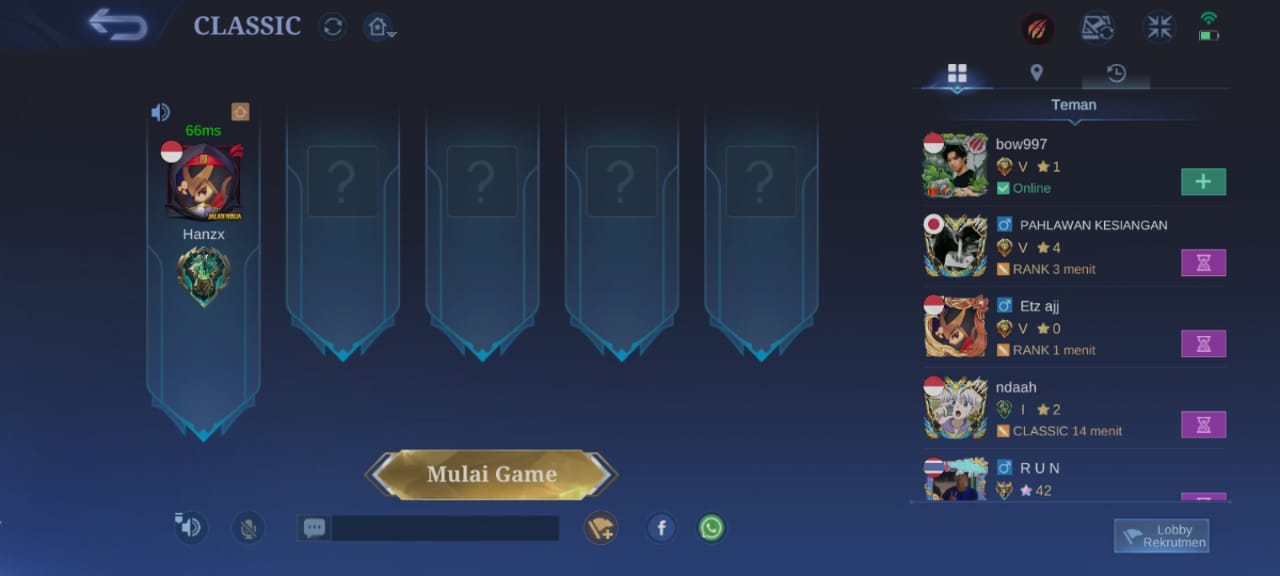 CLASSIC
66ms
JALAN NINJA
Hanzx
?
?
?
?
Mulai Game
Teman
bow997
V 1
Online
PAHLAWAN KESIANGAN
V 4
RANK 3 menit
Etz ajj
V 0
RANK 1 menit
ndaah
I 2
CLASSIC 14 menit
R U N
42
Lobby
Rekrutmen